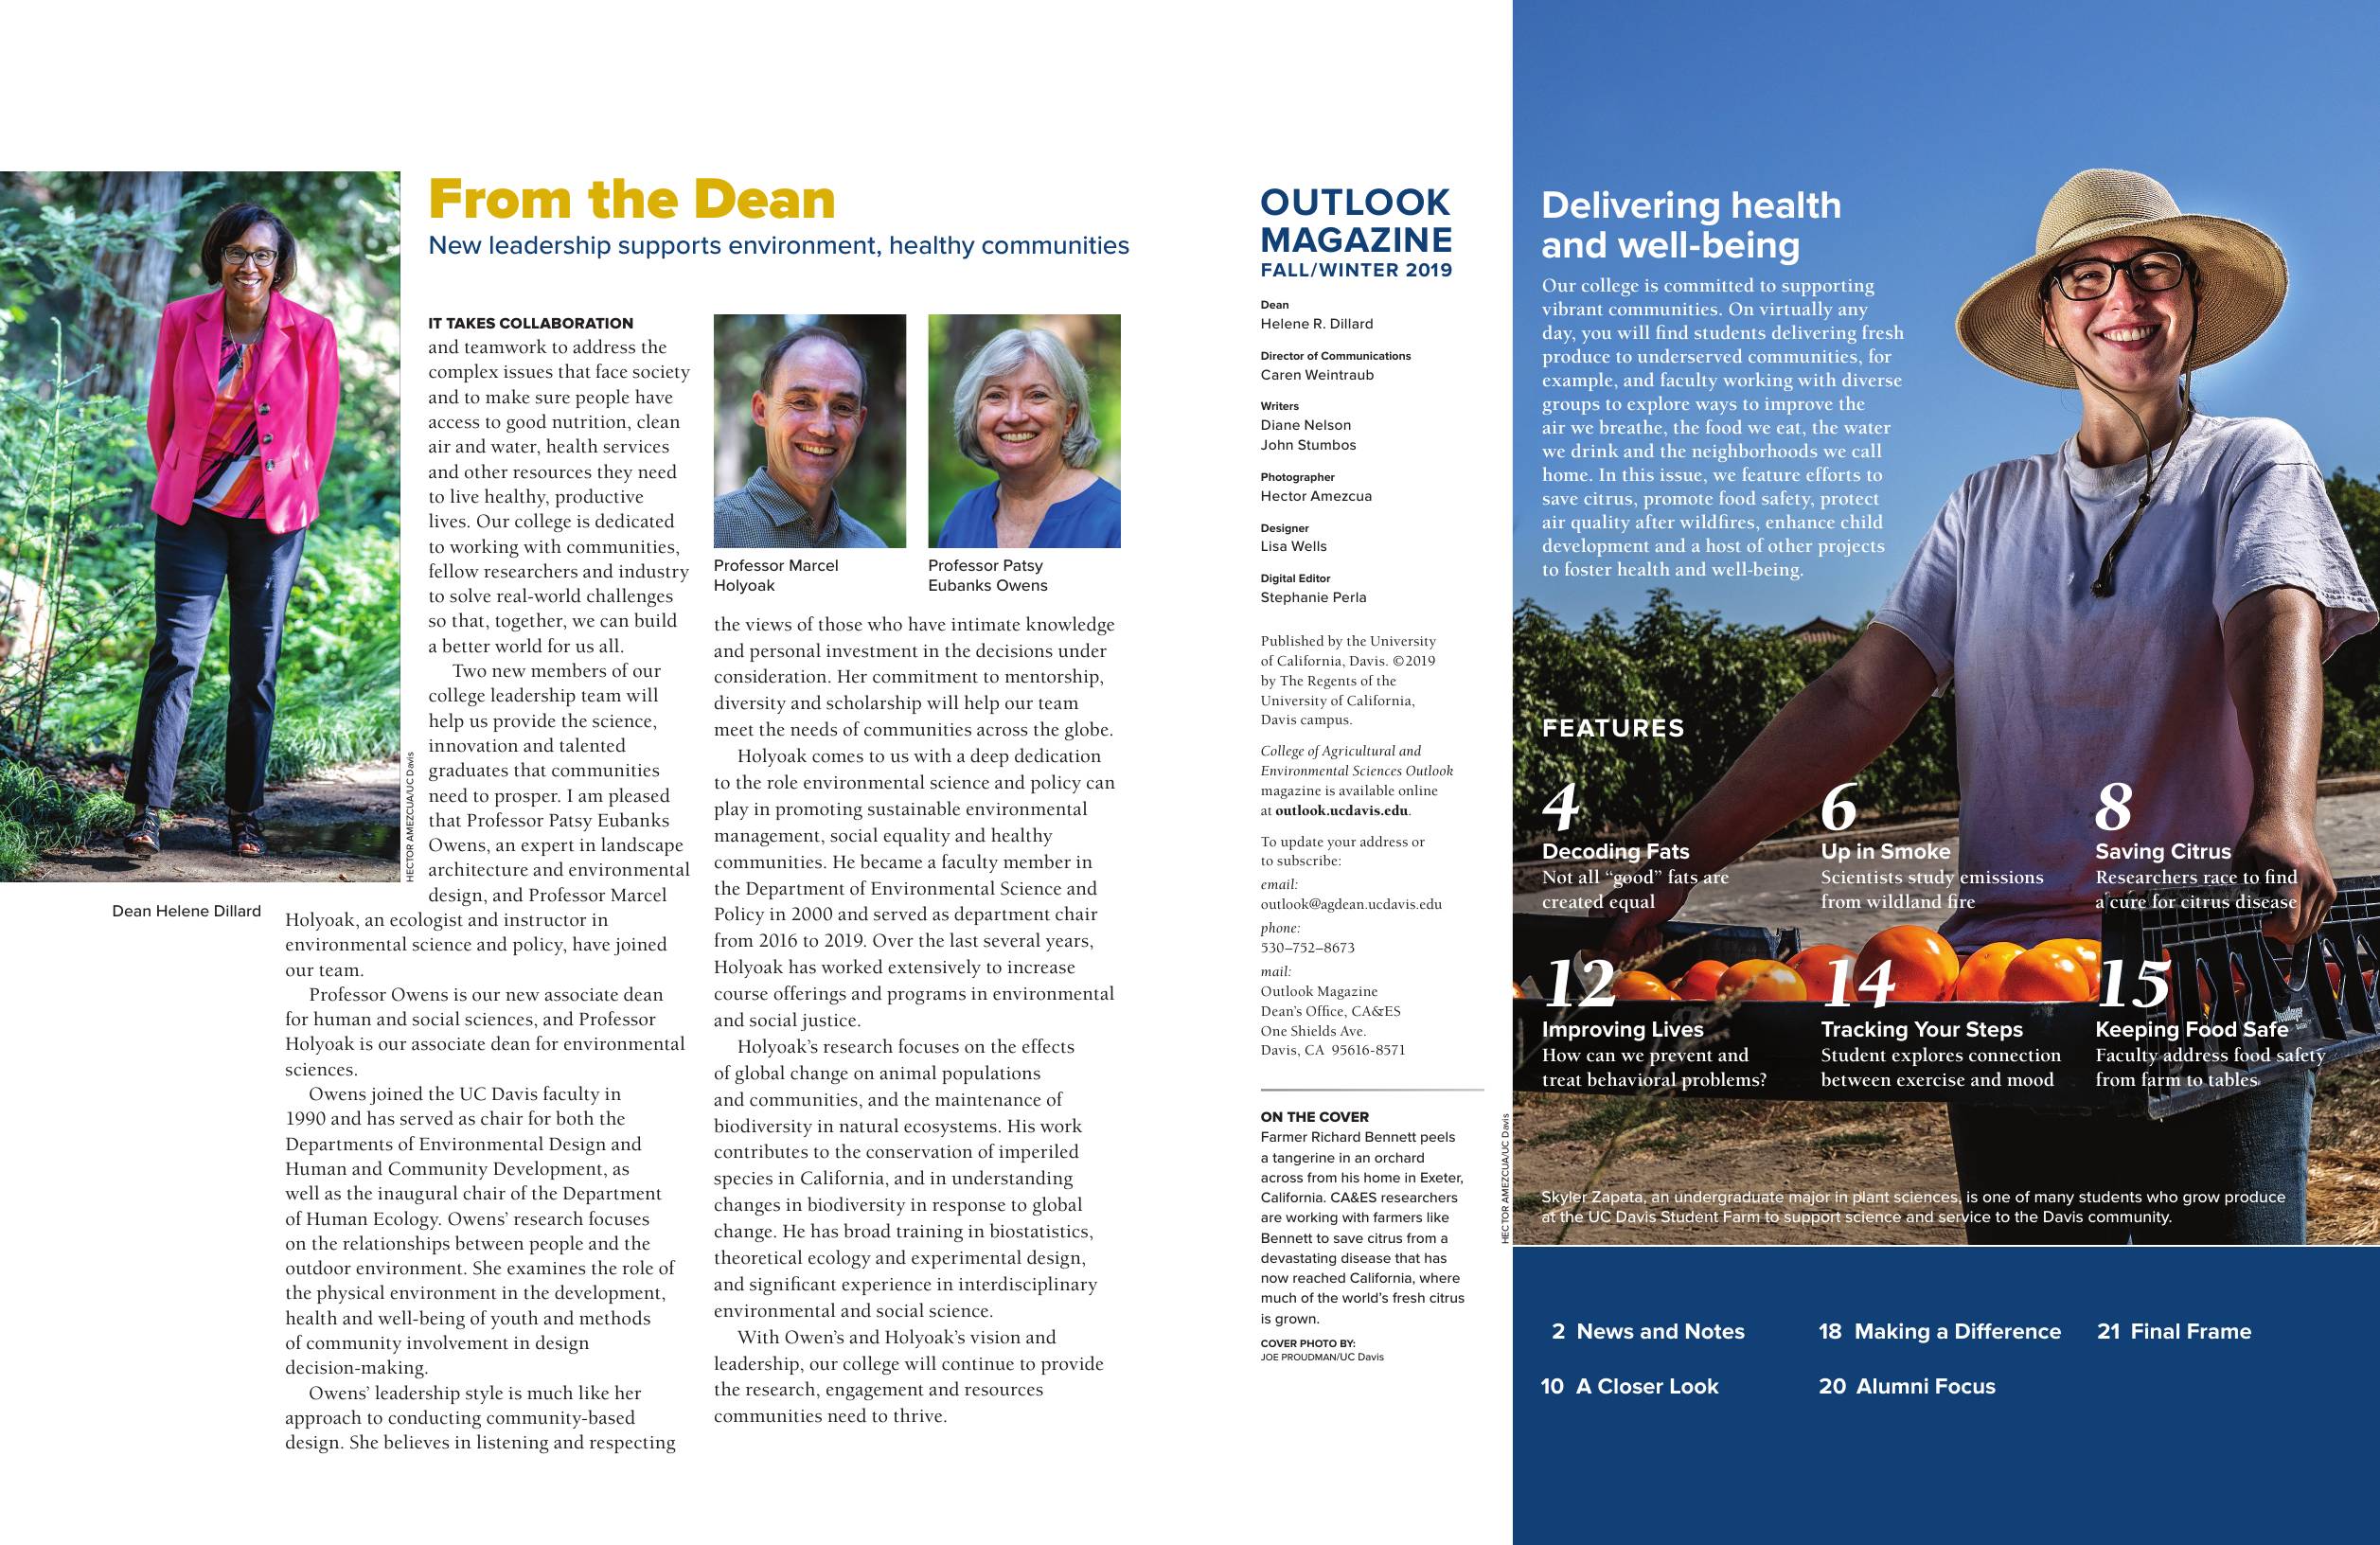 From the Dean
New leadership supports environment, healthy communities
IT TAKES COLLABORATION
and teamwork to address the
complex issues that face society
and to make sure people have
access to good nutrition, clean
air and water, health services
and other resources they need
to live healthy, productive
lives. Our college is dedicated
to working with communities,
fellow researchers and industry
to solve real-world challenges
so that, together, we can build
a better world for us all.
Two new members of our
college leadership team will
help us provide the science,
innovation and talented
graduates that communities
need to prosper. I am pleased
that Professor Patsy Eubanks
Owens, an expert in landscape
architecture and environmental
design, and Professor Marcel
Holyoak, an ecologist and instructor in
environmental science and policy, have joined
our team.
Professor Owens is our new associate dean
for human and social sciences, and Professor
Holyoak is our associate dean for environmental
sciences.
Owens joined the UC Davis faculty in
1990 and has served as chair for both the
Departments of Environmental Design and
Human and Community Development, as
well as the inaugural chair of the Department
of Human Ecology. Owens’ research focuses
on the relationships between people and the
outdoor environment. She examines the role of
the physical environment in the development,
health and well-being of youth and methods
of community involvement in design
decision-making.
Owens’ leadership style is much like her
approach to conducting community-based
design. She believes in listening and respecting
HECTOR AMEZCUA/UC Davis
Dean Helene Dillard
Professor Marcel
Holyoak
Professor Patsy
Eubanks Owens
the views of those who have intimate knowledge
and personal investment in the decisions under
consideration. Her commitment to mentorship,
diversity and scholarship will help our team
meet the needs of communities across the globe.
Holyoak comes to us with a deep dedication
to the role environmental science and policy can
play in promoting sustainable environmental
management, social equality and healthy
communities. He became a faculty member in
the Department of Environmental Science and
Policy in 2000 and served as department chair
from 2016 to 2019. Over the last several years,
Holyoak has worked extensively to increase
course offerings and programs in environmental
and social justice.
Holyoak’s research focuses on the effects
of global change on animal populations
and communities, and the maintenance of
biodiversity in natural ecosystems. His work
contributes to the conservation of imperiled
species in California, and in understanding
changes in biodiversity in response to global
change. He has broad training in biostatistics,
theoretical ecology and experimental design,
and significant experience in interdisciplinary
environmental and social science.
With Owen’s and Holyoak’s vision and
leadership, our college will continue to provide
the research, engagement and resources
communities need to thrive.
OUTLOOK
MAGAZINE
FALL/WINTER 2019
Dean
Helene R. Dillard
Director of Communications
Caren Weintraub
Writers
Diane Nelson
John Stumbos
Photographer
Hector Amezcua
Designer
Lisa Wells
Digital Editor
Stephanie Perla
Published by the University
of California, Davis. ©2019
by The Regents of the
University of California,
Davis campus.
College of Agricultural and
Environmental Sciences Outlook
magazine is available online
at outlook.ucdavis.edu.
To update your address or
to subscribe:
email:
outlook@agdean.ucdavis.edu
phone:
530–752–8673
mail:
Outlook Magazine
Dean’s Office, CA&ES
One Shields Ave.
Davis, CA 95616-8571
ON THE COVER
Farmer Richard Bennett peels
a tangerine in an orchard
across from his home in Exeter,
California. CA&ES researchers
are working with farmers like
Bennett to save citrus from a
devastating disease that has
now reached California, where
much of the world’s fresh citrus
is grown.
COVER PHOTO BY:
JOE PROUDMAN/UC Davis
HECTOR AMEZCUA/UC Davis
Delivering health
and well-being
Our college is committed to supporting
vibrant communities. On virtually any
day, you will find students delivering fresh
produce to underserved communities, for
example, and faculty working with diverse
groups to explore ways to improve the
air we breathe, the food we eat, the water
we drink and the neighborhoods we call
home. In this issue, we feature efforts to
save citrus, promote food safety, protect
air quality after wildfires, enhance child
development and a host of other projects
to foster health and well-being.
FEATURES
4
Decoding Fats
Not all “good” fats are
created equal
6
Up in Smoke
Scientists study emissions
from wildland fire
8
Saving Citrus
Researchers race to find
a cure for citrus disease
12
Improving Lives
How can we prevent and
treat behavioral problems?
14
Tracking Your Steps
Student explores connection
between exercise and mood
15
Keeping Food Safe
Faculty address food safety
from farm to tables
Skyler Zapata, an undergraduate major in plant sciences, is one of many students who grow produce
at the UC Davis Student Farm to support science and service to the Davis community.
2 News and Notes
10 A Closer Look
18 Making a Difference
20 Alumni Focus
21 Final Frame